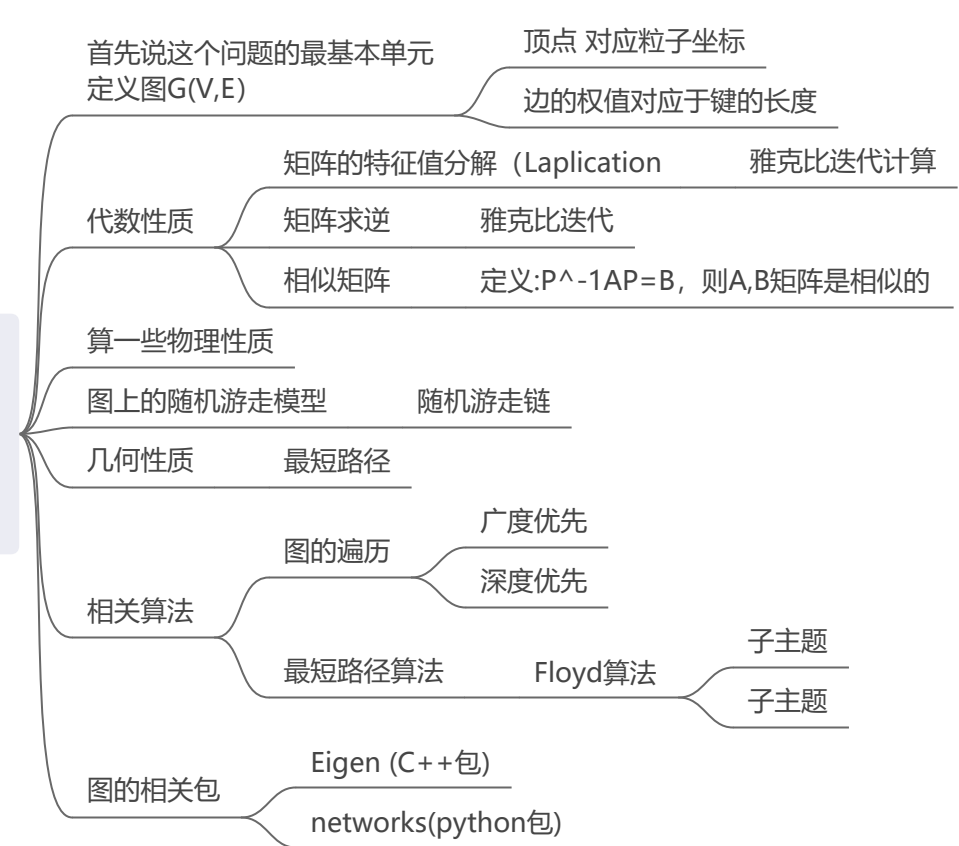 首先说这个问题的最基本单元
定义图G(V,E）
顶点 对应粒子坐标
边的权值对应于键的长度
代数性质
矩阵的特征值分解（Laplication
雅克比迭代计算
矩阵求逆
雅克比迭代
相似矩阵
定义:P^-1AP=B，则A,B矩阵是相似的
算一些物理性质
图上的随机游走模型
随机游走链
几何性质
最短路径
相关算法
图的遍历
广度优先
深度优先
最短路径算法
Floyd算法
子主题
子主题
图的相关包
Eigen (C++包)
networks(python包)